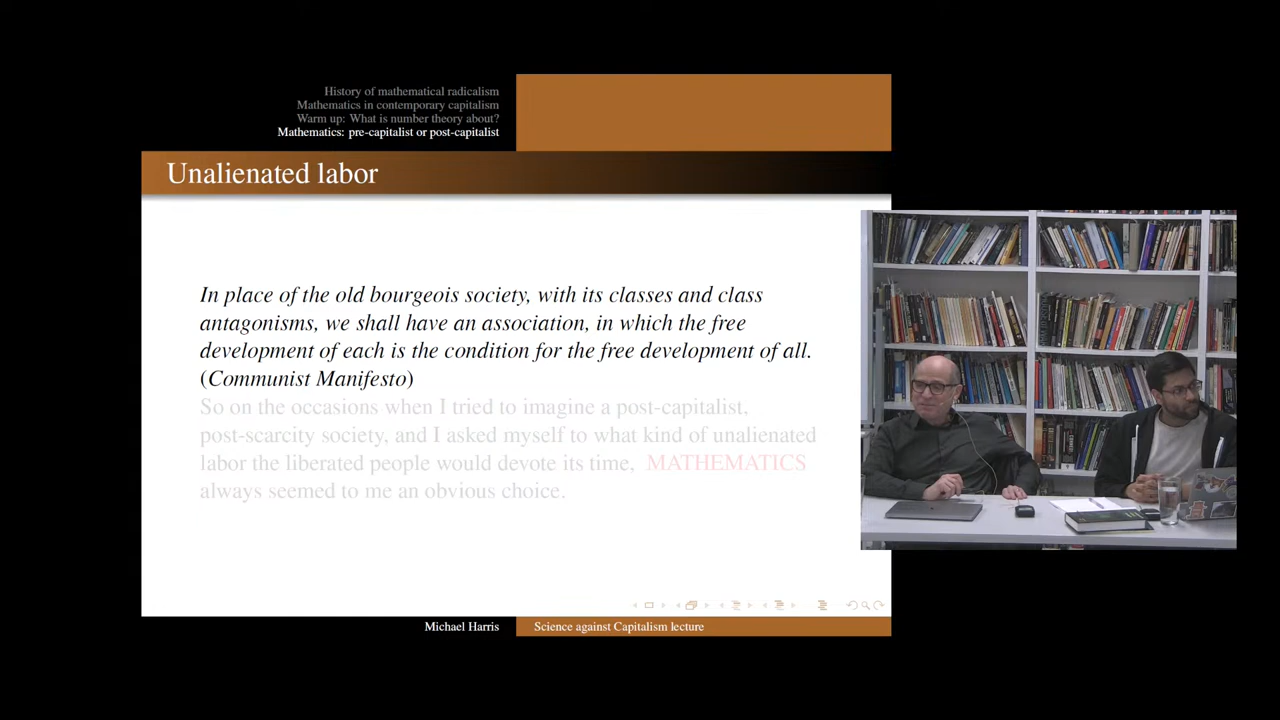 History of mathematical radicalism
Mathematics in contemporary capitalism
Warm up: What is number theory about?
Mathematics: pre-capitalist or post-capitalist
Unalienated labor
In place of the old bourgeois society, with its classes and class
antagonisms, we shall have an association, in which the free
development of each is the condition for the free development of all.
(Communist Manifesto)
So on the occasions when I tried to imagine a post-capitalist,
post-scarcity society, and I asked myself to what kind of unalienated
labor the liberated people would devote its time, MATHEMATICS
always seemed to me an obvious choice.
Michael Harris
Science against Capitalism lecture